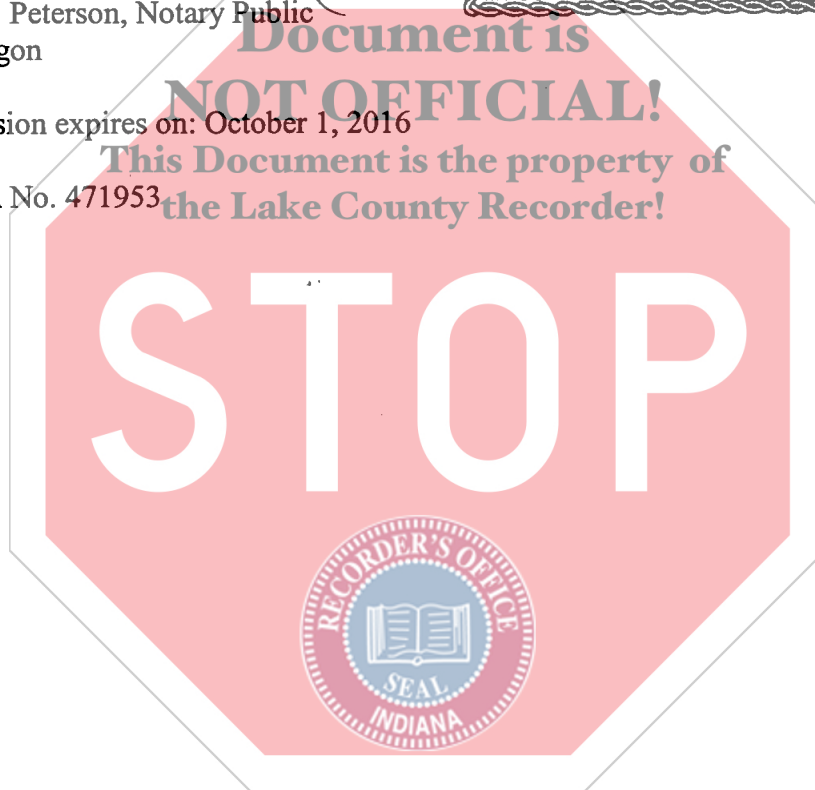 Peterson, Notary Public
Document is
gon
NOT OFFICIAL!
sion expires on: October 1, 2016
This Document is the property of
No. 471953
the Lake County Recorder!
STOP
RECORDER'S OFFICE
SEAL
INDIANA